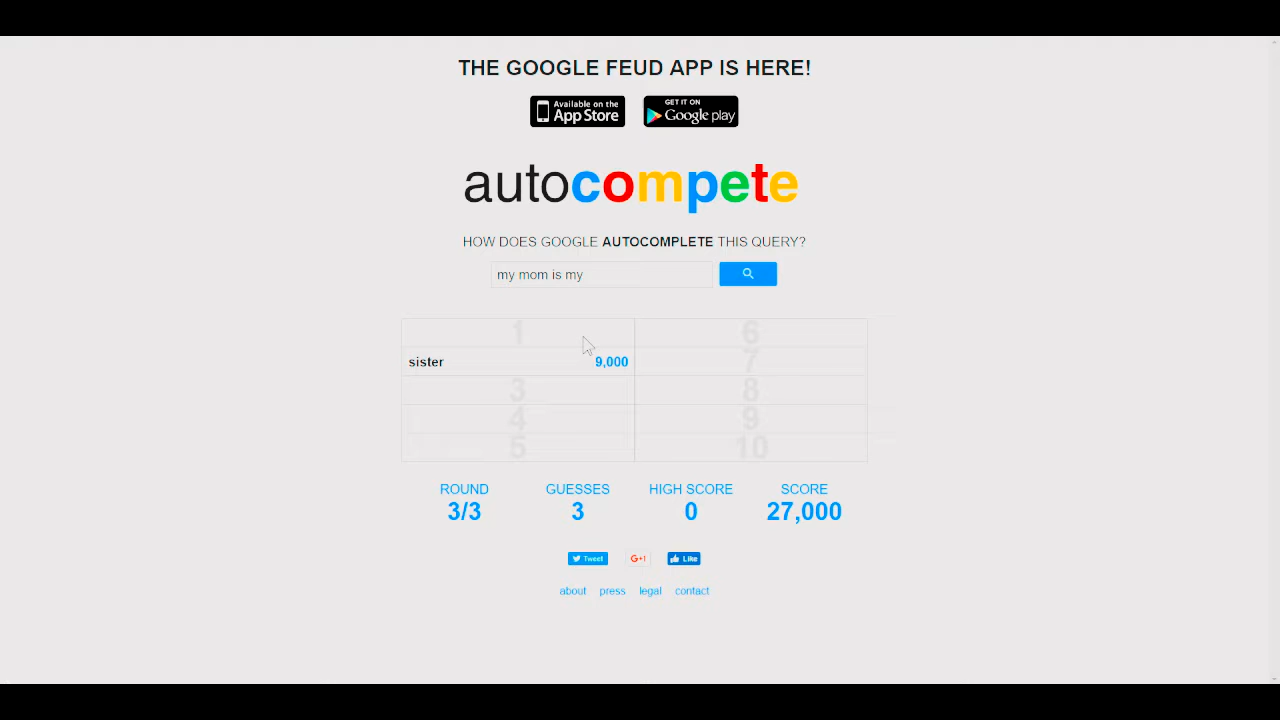 THE GOOGLE FEUD APP IS HERE!
Available on the App Store
GET IT ON Google play
autocompete
HOW DOES GOOGLE AUTOCOMPLETE THIS QUERY?
my mom is my
1
sister 9,000
3
4
5
6
7
8
9
10
ROUND
3/3
GUESSES
3
HIGH SCORE
0
SCORE
27,000
Tweet
G+1
Like
about press legal contact